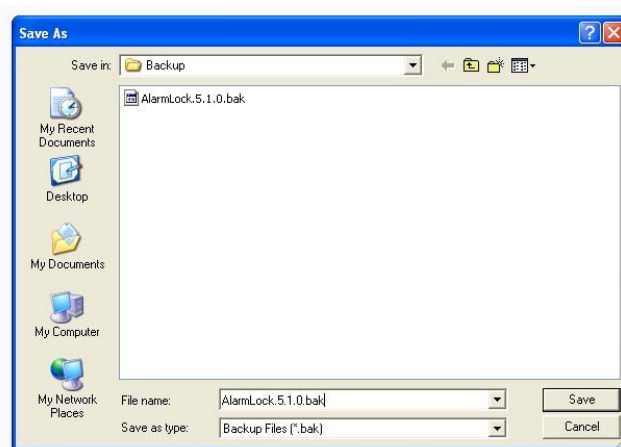 Save As
Save in: Backup
AlarmLock.5.1.0.bak
My Recent
Documents
Desktop
My Documents
My Computer
My Network
Places
File name: AlarmLock.5.1.0.bak Save
Save as type: Backup Files (*.bak) Cancel